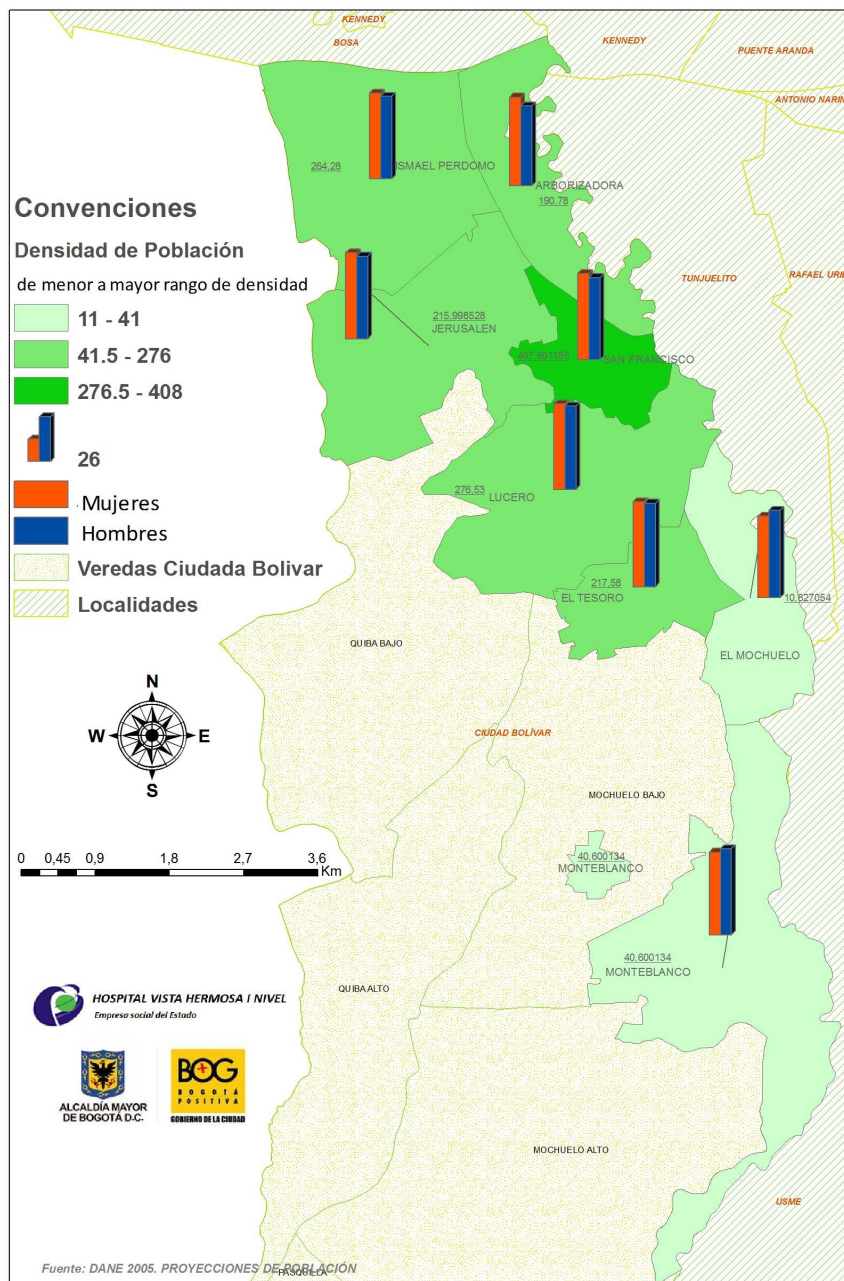 KENNEDY
BOSA
KENNEDY
PUENTE ARANDA
ANTONIO NARIN
264,28
ISMAEL PERDOMO
ARBORIZADORA
190,78
Convenciones
Densidad de Población
de menor a mayor rango de densidad
11 - 41
41.5 - 276
276.5 - 408
26
Mujeres
Hombres
Veredas Ciudada Bolivar
Localidades
TUNJUELITO
RAFAEL URIB
215,998528
JERUSALEN
407,601185
SAN FRANCISCO
276,53
LUCERO
217,58
EL TESORO
10,627054
EL MOCHUELO
QUIBA BAJO
CIUDAD BOLÍVAR
MOCHUELO BAJO
N
W
E
S
0 0,45 0,9 1,8 2,7 3,6
Km
40,600134
MONTEBLANCO
40,600134
MONTEBLANCO
QUIBA ALTO
HOSPITAL VISTA HERMOSA I NIVEL
Empresa social del Estado
ALCALDÍA MAYOR
DE BOGOTÁ D.C.
BOG
BOGOTÁ
POSITIVA
GOBIERNO DE LA CIUDAD
MOCHUELO ALTO
USME
Fuente: DANE 2005. PROYECCIONES DE POBLACIÓN
PASQUILLA